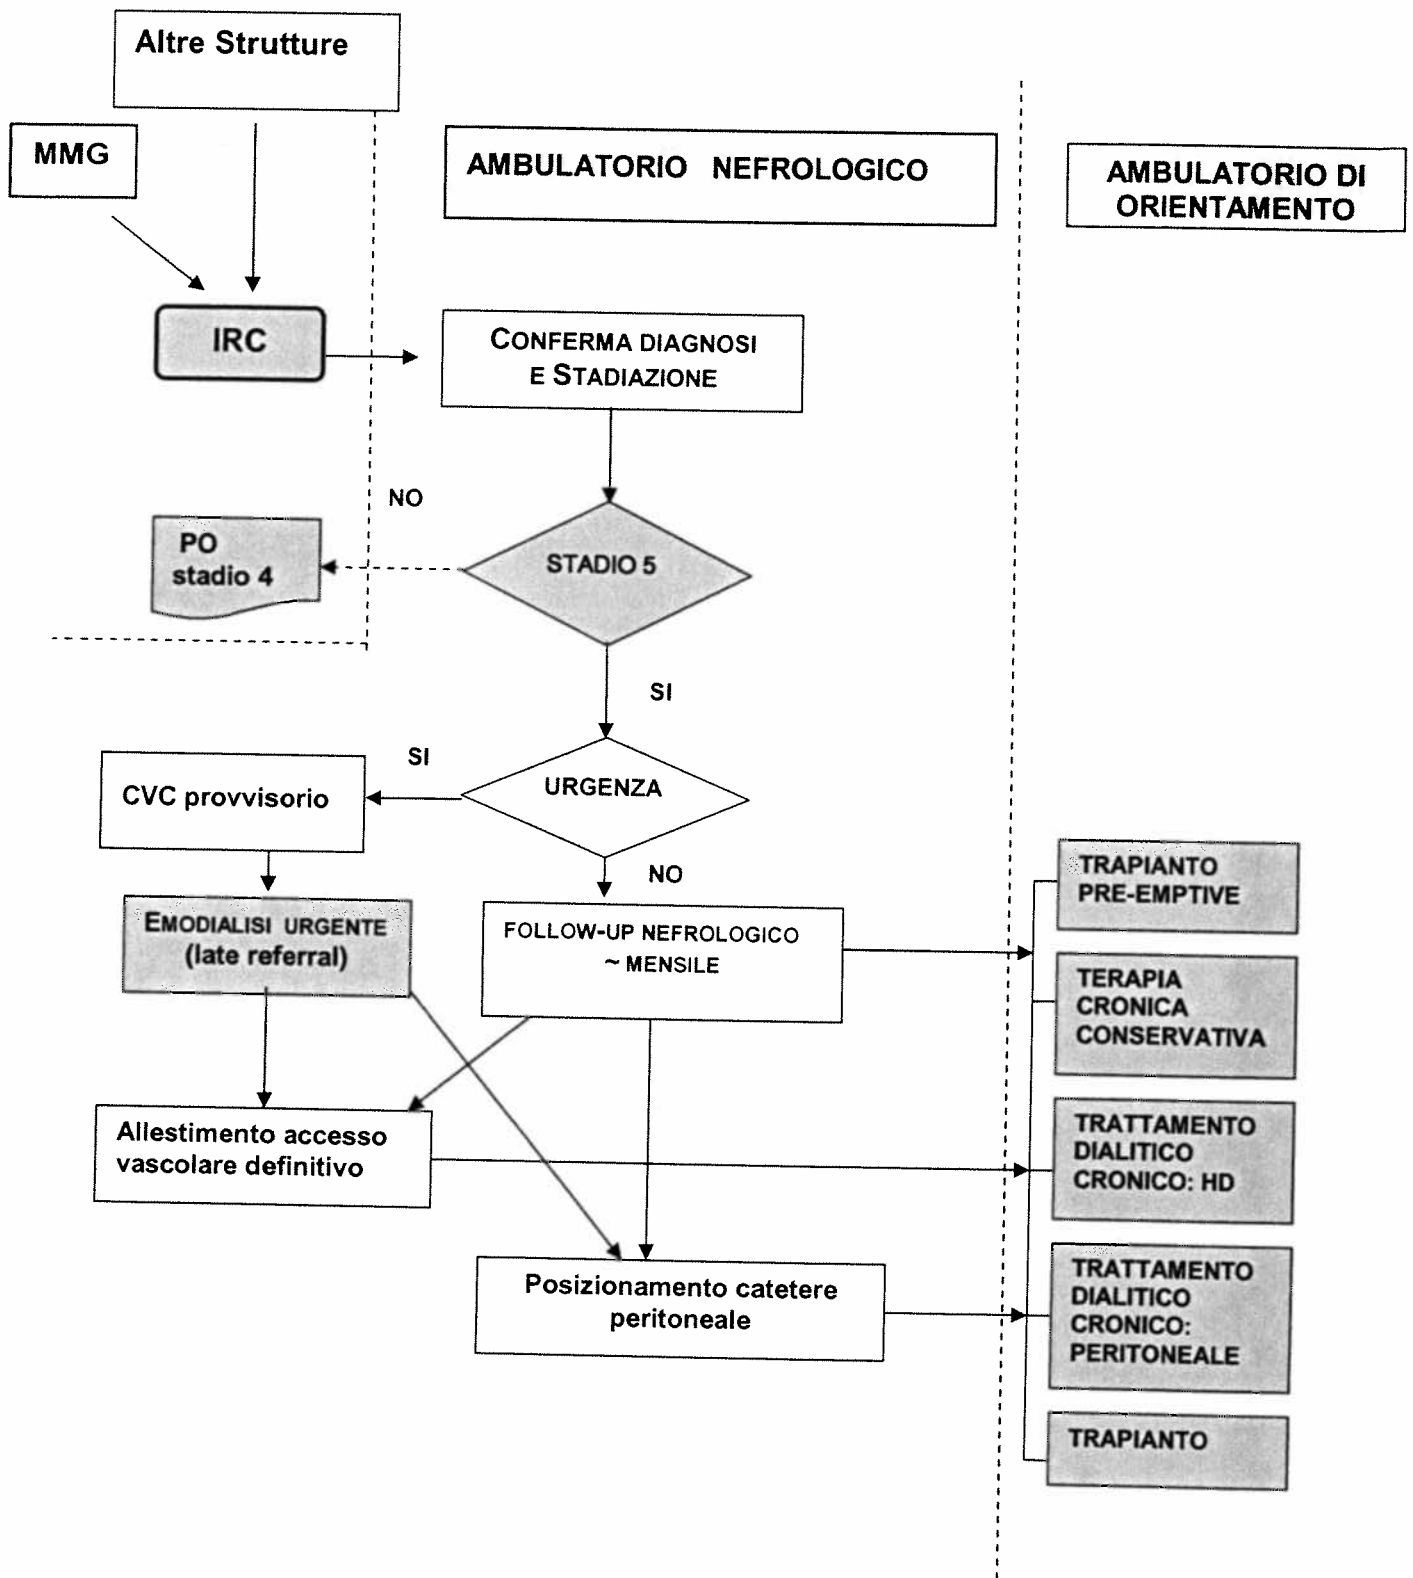 Altre Strutture
MMG
AMBULATORIO NEFROLOGICO
AMBULATORIO DI
ORIENTAMENTO
IRC
CONFERMA DIAGNOSI
E STADIAZIONE
NO
PO
stadio 4
STADIO 5
SI
SI
URGENZA
CVC provvisorio
NO
EMODIALISI URGENTE
(late referral)
FOLLOW-UP NEFROLOGICO
~ MENSILE
TRAPIANTO
PRE-EMPTIVE
TERAPIA
CRONICA
CONSERVATIVA
Allestimento accesso
vascolare definitivo
TRATTAMENTO
DIALITICO
CRONICO: HD
Posizionamento catetere
peritoneale
TRATTAMENTO
DIALITICO
CRONICO:
PERITONEALE
TRAPIANTO